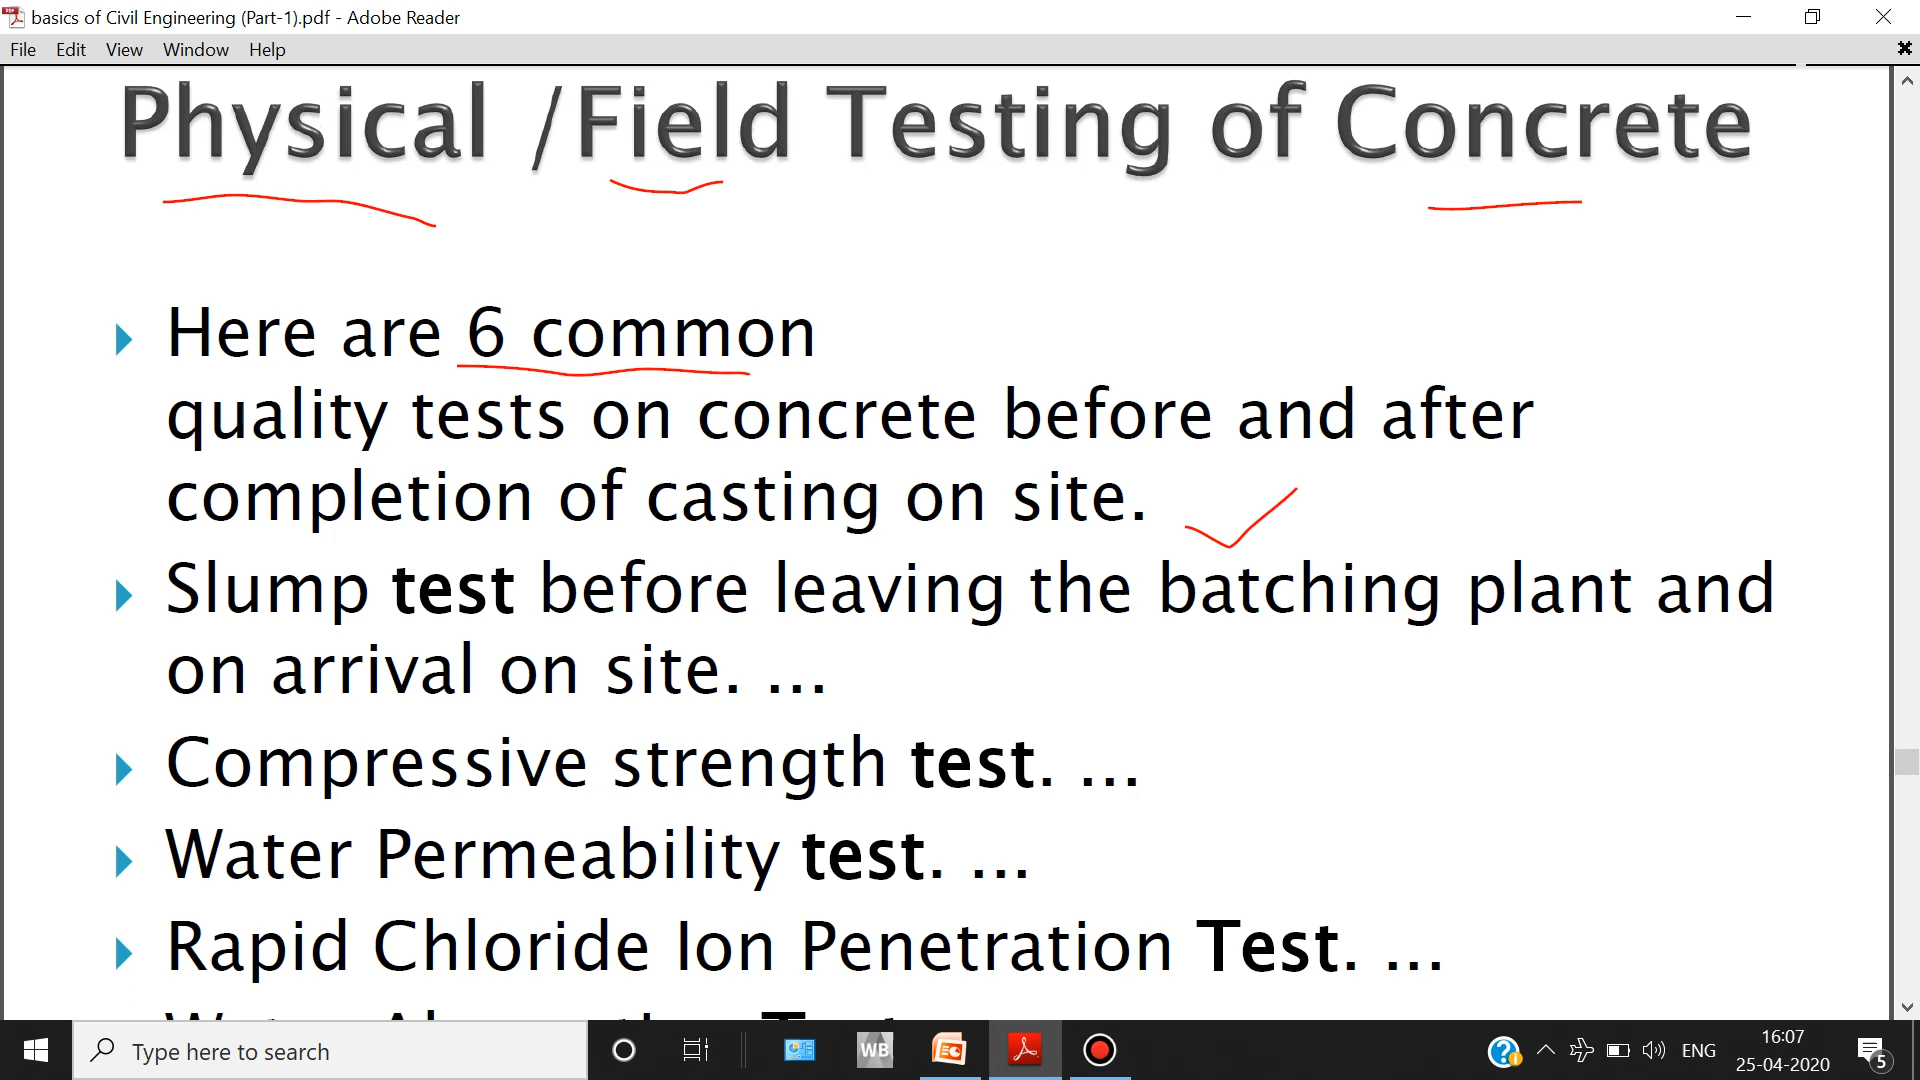 basics of Civil Engineering (Part-1).pdf - Adobe Reader
File Edit View Window Help
Physical /Field Testing of Concrete
Here are 6 common
quality tests on concrete before and after
completion of casting on site.
Slump test before leaving the batching plant and
on arrival on site. ...
Compressive strength test. ...
Water Permeability test. ...
Rapid Chloride Ion Penetration Test. ...
Type here to search
WB
ENG
16:07
25-04-2020
5